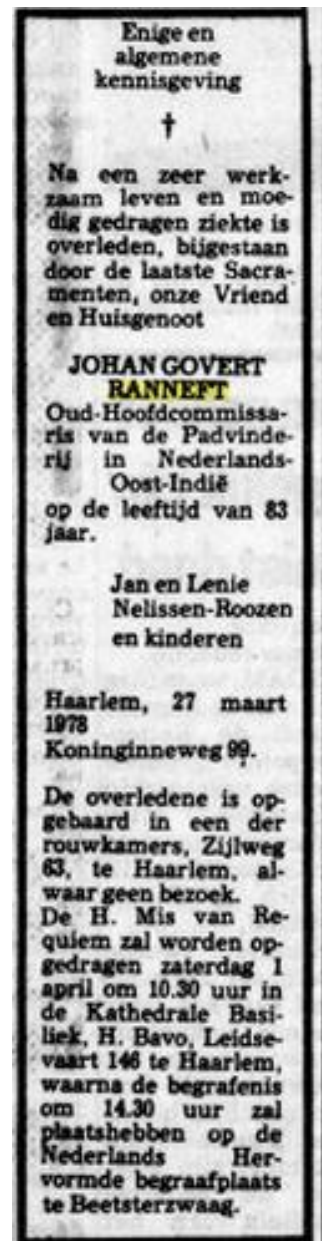 Enige en
algemene
kennisgeving
†
Na een zeer werk-
zaam leven en moe-
dig gedragen ziekte is
overleden, bijgestaan
door de laatste Sacra-
menten, onze Vriend
en Huisgenoot
JOHAN GOVERT
RANNEFT
Oud-Hoofdcommissa-
ris van de Padvinde-
rij in Nederlands-
Oost-Indië
op de leeftijd van 83
jaar.
Jan en Lenie
Nelissen-Roozen
en kinderen
Haarlem, 27 maart
1978
Koninginneweg 99.
De overledene is op-
gebaard in een der
rouwkamers, Zijlweg
63, te Haarlem, al-
waar geen bezoek.
De H. Mis van Re-
quiem zal worden op-
gedragen zaterdag 1
april om 10.30 uur in
de Kathedrale Basi-
liek, H. Bavo, Leidse-
vaart 146 te Haarlem,
waarna de begrafenis
om 14.30 uur zal
plaatshebben op de
Nederlands Her-
vormde begraafplaats
te Beetsterzwaag.